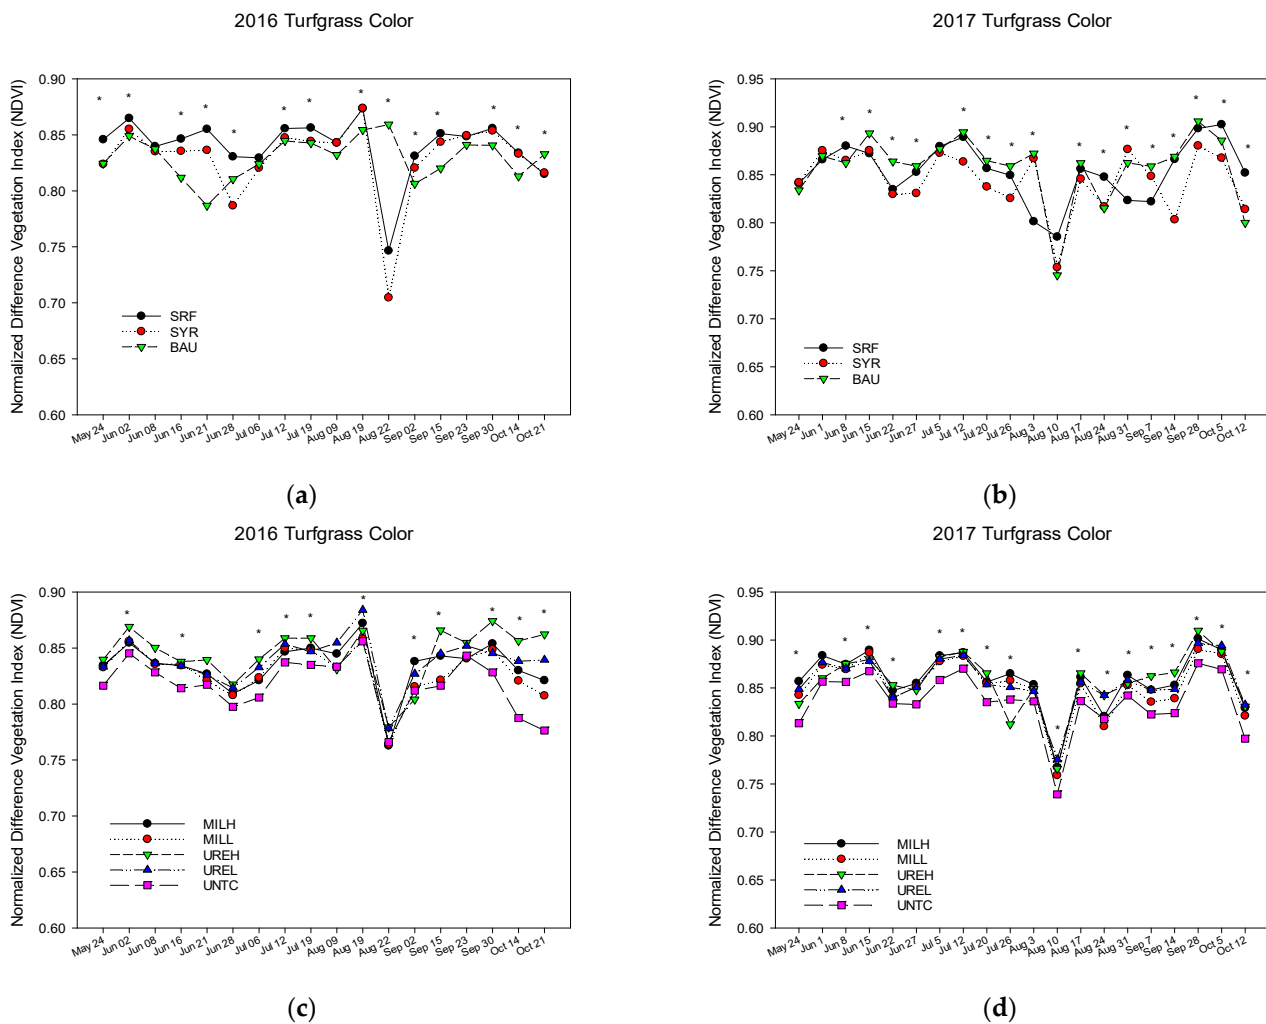 2016 Turfgrass Color
Normalized Difference Vegetation Index (NDVI)
0.90
0.85
0.80
0.75
0.70
0.65
0.60
* * * * * * * * * * * * *
SRF
SYR
BAU
May 24 Jun 02 Jun 08 Jun 16 Jun 21 Jun 28 Jul 06 Jul 12 Jul 19 Aug 09 Aug 19 Aug 22 Sep 02 Sep 15 Sep 23 Sep 30 Oct 14 Oct 21
(a)
2017 Turfgrass Color
Normalized Difference Vegetation Index (NDVI)
0.95
0.90
0.85
0.80
0.75
0.70
0.65
0.60
* * * * * * * * * * * * * * * *
SRF
SYR
BAU
May 24 Jun 1 Jun 8 Jun 15 Jun 22 Jun 27 Jul 5 Jul 12 Jul 20 Jul 26 Aug 3 Aug 10 Aug 17 Aug 24 Aug 31 Sep 7 Sep 14 Sep 28 Oct 5 Oct 12
(b)
2016 Turfgrass Color
Normalized Difference Vegetation Index (NDVI)
0.90
0.85
0.80
0.75
0.70
0.65
0.60
* * * * * * * * * * *
MILH
MILL
UREH
UREL
UNTC
May 24 Jun 02 Jun 08 Jun 16 Jun 21 Jun 28 Jul 06 Jul 12 Jul 19 Aug 09 Aug 19 Aug 22 Sep 02 Sep 15 Sep 23 Sep 30 Oct 14 Oct 21
(c)
2017 Turfgrass Color
Normalized Difference Vegetation Index (NDVI)
0.95
0.90
0.85
0.80
0.75
0.70
0.65
0.60
* * * * * * * * * * * * * * * * *
MILH
MILL
UREH
UREL
UNTC
May 24 Jun 1 Jun 8 Jun 15 Jun 22 Jun 27 Jul 5 Jul 12 Jul 20 Jul 26 Aug 3 Aug 10 Aug 17 Aug 24 Aug 31 Sep 7 Sep 14 Sep 28 Oct 5 Oct 12
(d)